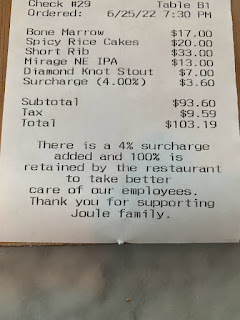 Check #29 Table B1
Ordered: 6/25/22 7:30 PM
Bone Marrow $17.00
Spicy Rice Cakes $20.00
Short Rib $33.00
Mirage NE IPA $13.00
Diamond Knot Stout $7.00
Surcharge (4.00%) $3.60
Subtotal $93.60
Tax $9.59
Total $103.19
There is a 4% surcharge
added and 100% is
retained by the restaurant
to take better
care of our employees.
Thank you for supporting
Joule family.